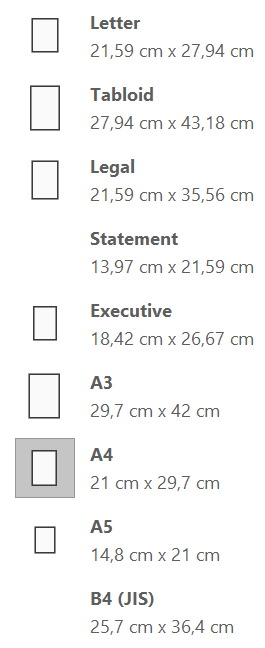 Letter
21,59 cm x 27,94 cm
Tabloid
27,94 cm x 43,18 cm
Legal
21,59 cm x 35,56 cm
Statement
13,97 cm x 21,59 cm
Executive
18,42 cm x 26,67 cm
A3
29,7 cm x 42 cm
A4
21 cm x 29,7 cm
A5
14,8 cm x 21 cm
B4 (JIS)
25,7 cm x 36,4 cm